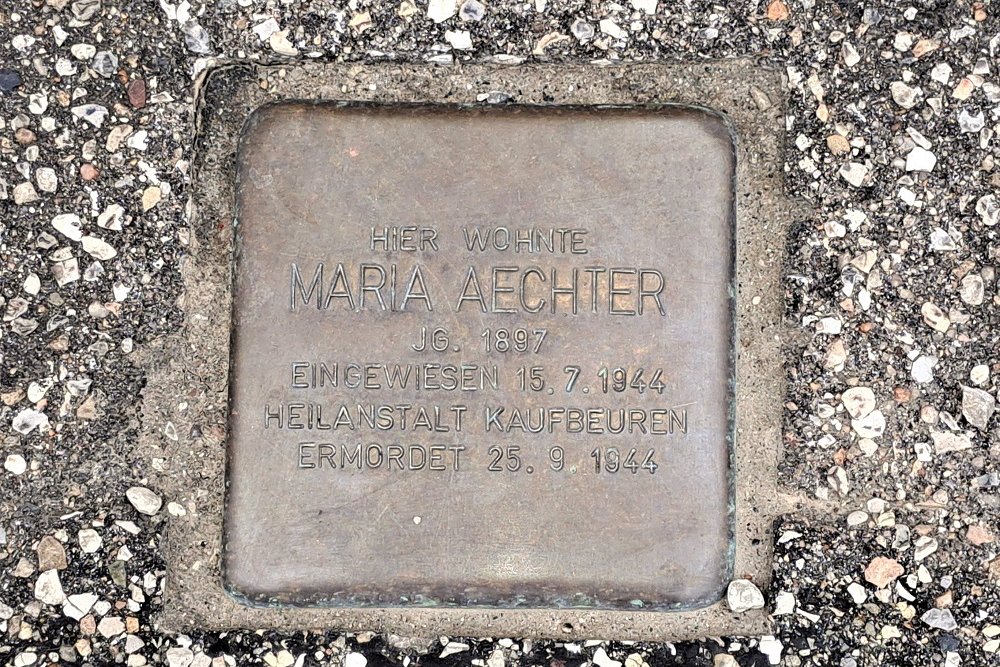 HIER WOHNTE
MARIA AECHTER
JG. 1897
EINGEWIESEN 15.7.1944
HEILANSTALT KAUFBEUREN
ERMORDET 25.9.1944